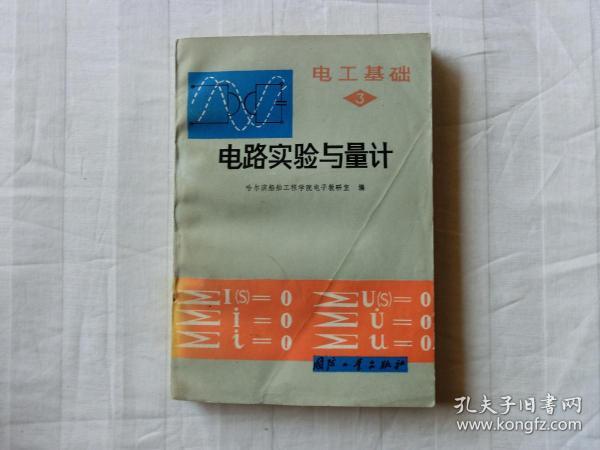 电工基础
3
电路实验与量计
哈尔滨船舶工程学院电子教研室 编
ΣI(S)=0 ΣU(S)=0
Σİ=0 ΣU̇=0
Σi=0 Σu=0
国防工业出版社
孔夫子旧书网
www.kongfz.com